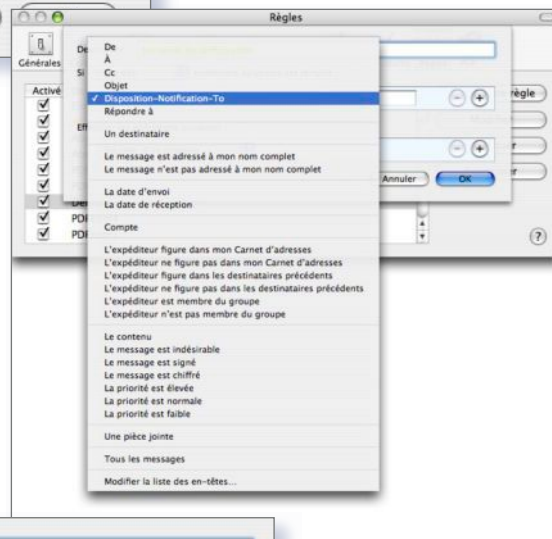 Règles
Générales
De
À
Cc
Objet
✓ Disposition-Notification-To
Répondre à
Un destinataire
Le message est adressé à mon nom complet
Le message n'est pas adressé à mon nom complet
La date d'envoi
La date de réception
Compte
L'expéditeur figure dans mon Carnet d'adresses
L'expéditeur ne figure pas dans mon Carnet d'adresses
L'expéditeur figure dans les destinataires précédents
L'expéditeur ne figure pas dans les destinataires précédents
L'expéditeur est membre du groupe
L'expéditeur n'est pas membre du groupe
Le contenu
Le message est indésirable
Le message est signé
Le message est chiffré
La priorité est élevée
La priorité est normale
La priorité est faible
Une pièce jointe
Tous les messages
Modifier la liste des en-têtes...
De
Si
Activé
Eff
règle
Annuler
OK
PDF
PDF
?